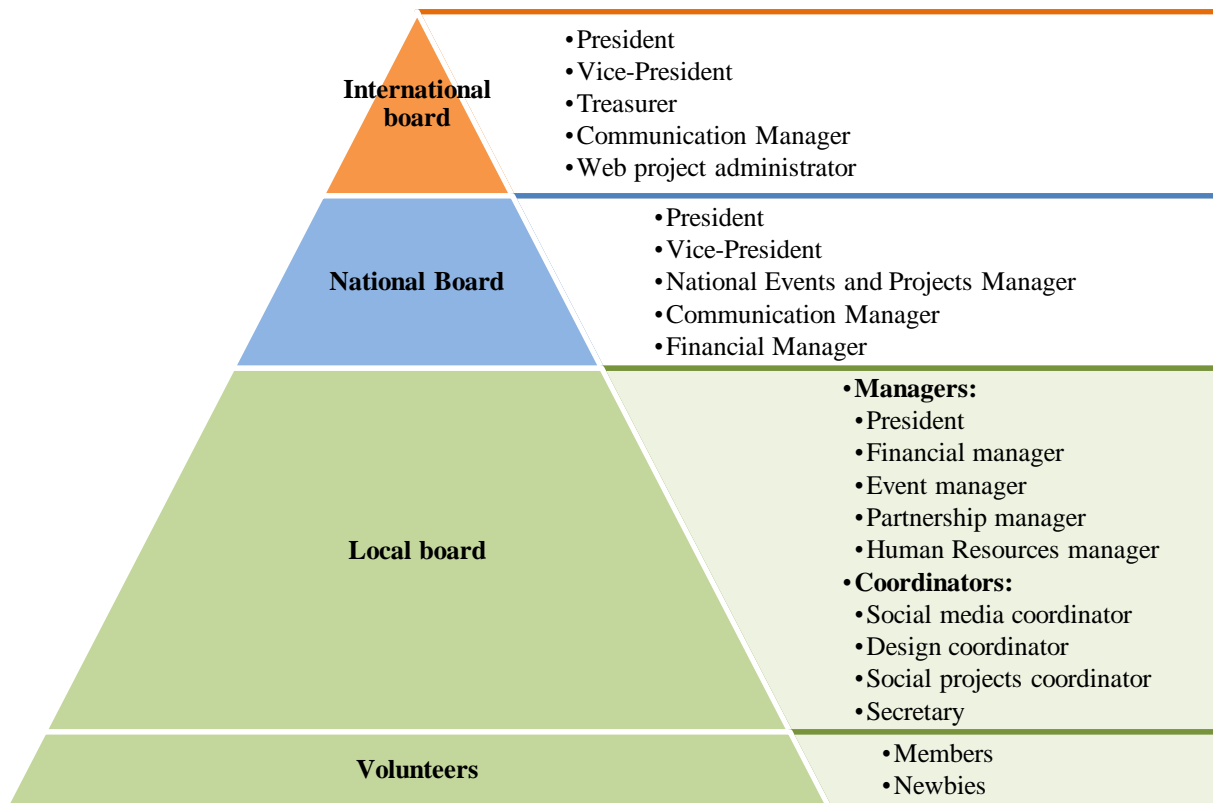 International
board
•President
•Vice-President
•Treasurer
•Communication Manager
•Web project administrator
National Board
•President
•Vice-President
•National Events and Projects Manager
•Communication Manager
•Financial Manager
Local board
•Managers:
•President
•Financial manager
•Event manager
•Partnership manager
•Human Resources manager
•Coordinators:
•Social media coordinator
•Design coordinator
•Social projects coordinator
•Secretary
Volunteers
•Members
•Newbies